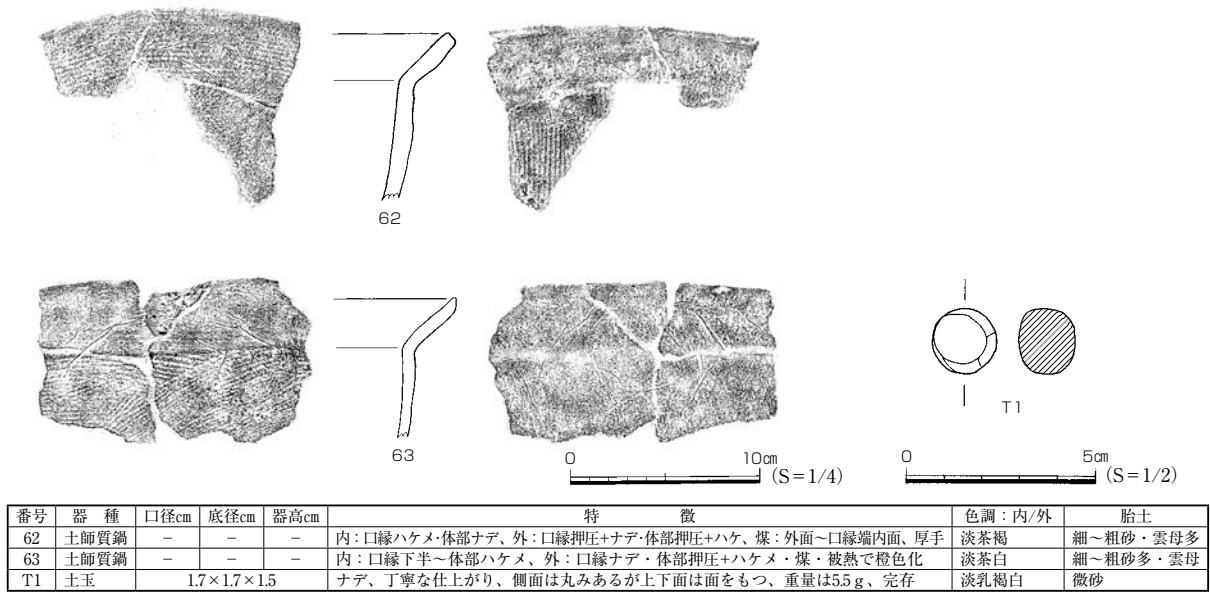 62
63
T1
0 10㎝
(S=1/4)
0 5㎝
(S=1/2)
番号 器 種 口径㎝ 底径㎝ 器高㎝ 特 徴 色調：内/外 胎土
62 土師質鍋 − − − 内：口縁ハケメ・体部ナデ、外：口縁押圧+ナデ・体部押圧+ハケ、煤：外面～口縁端内面、厚手 淡茶褐 細～粗砂・雲母多
63 土師質鍋 − − − 内：口縁下半～体部ハケメ、外：口縁ナデ・体部押圧+ハケメ・煤・被熱で橙色化 淡茶白 細～粗砂多・雲母
T1 土玉 1.7×1.7×1.5 ナデ、丁寧な仕上がり、側面は丸みあるが上下面は面をもつ、重量は5.5ｇ、完存 淡乳褐白 微砂